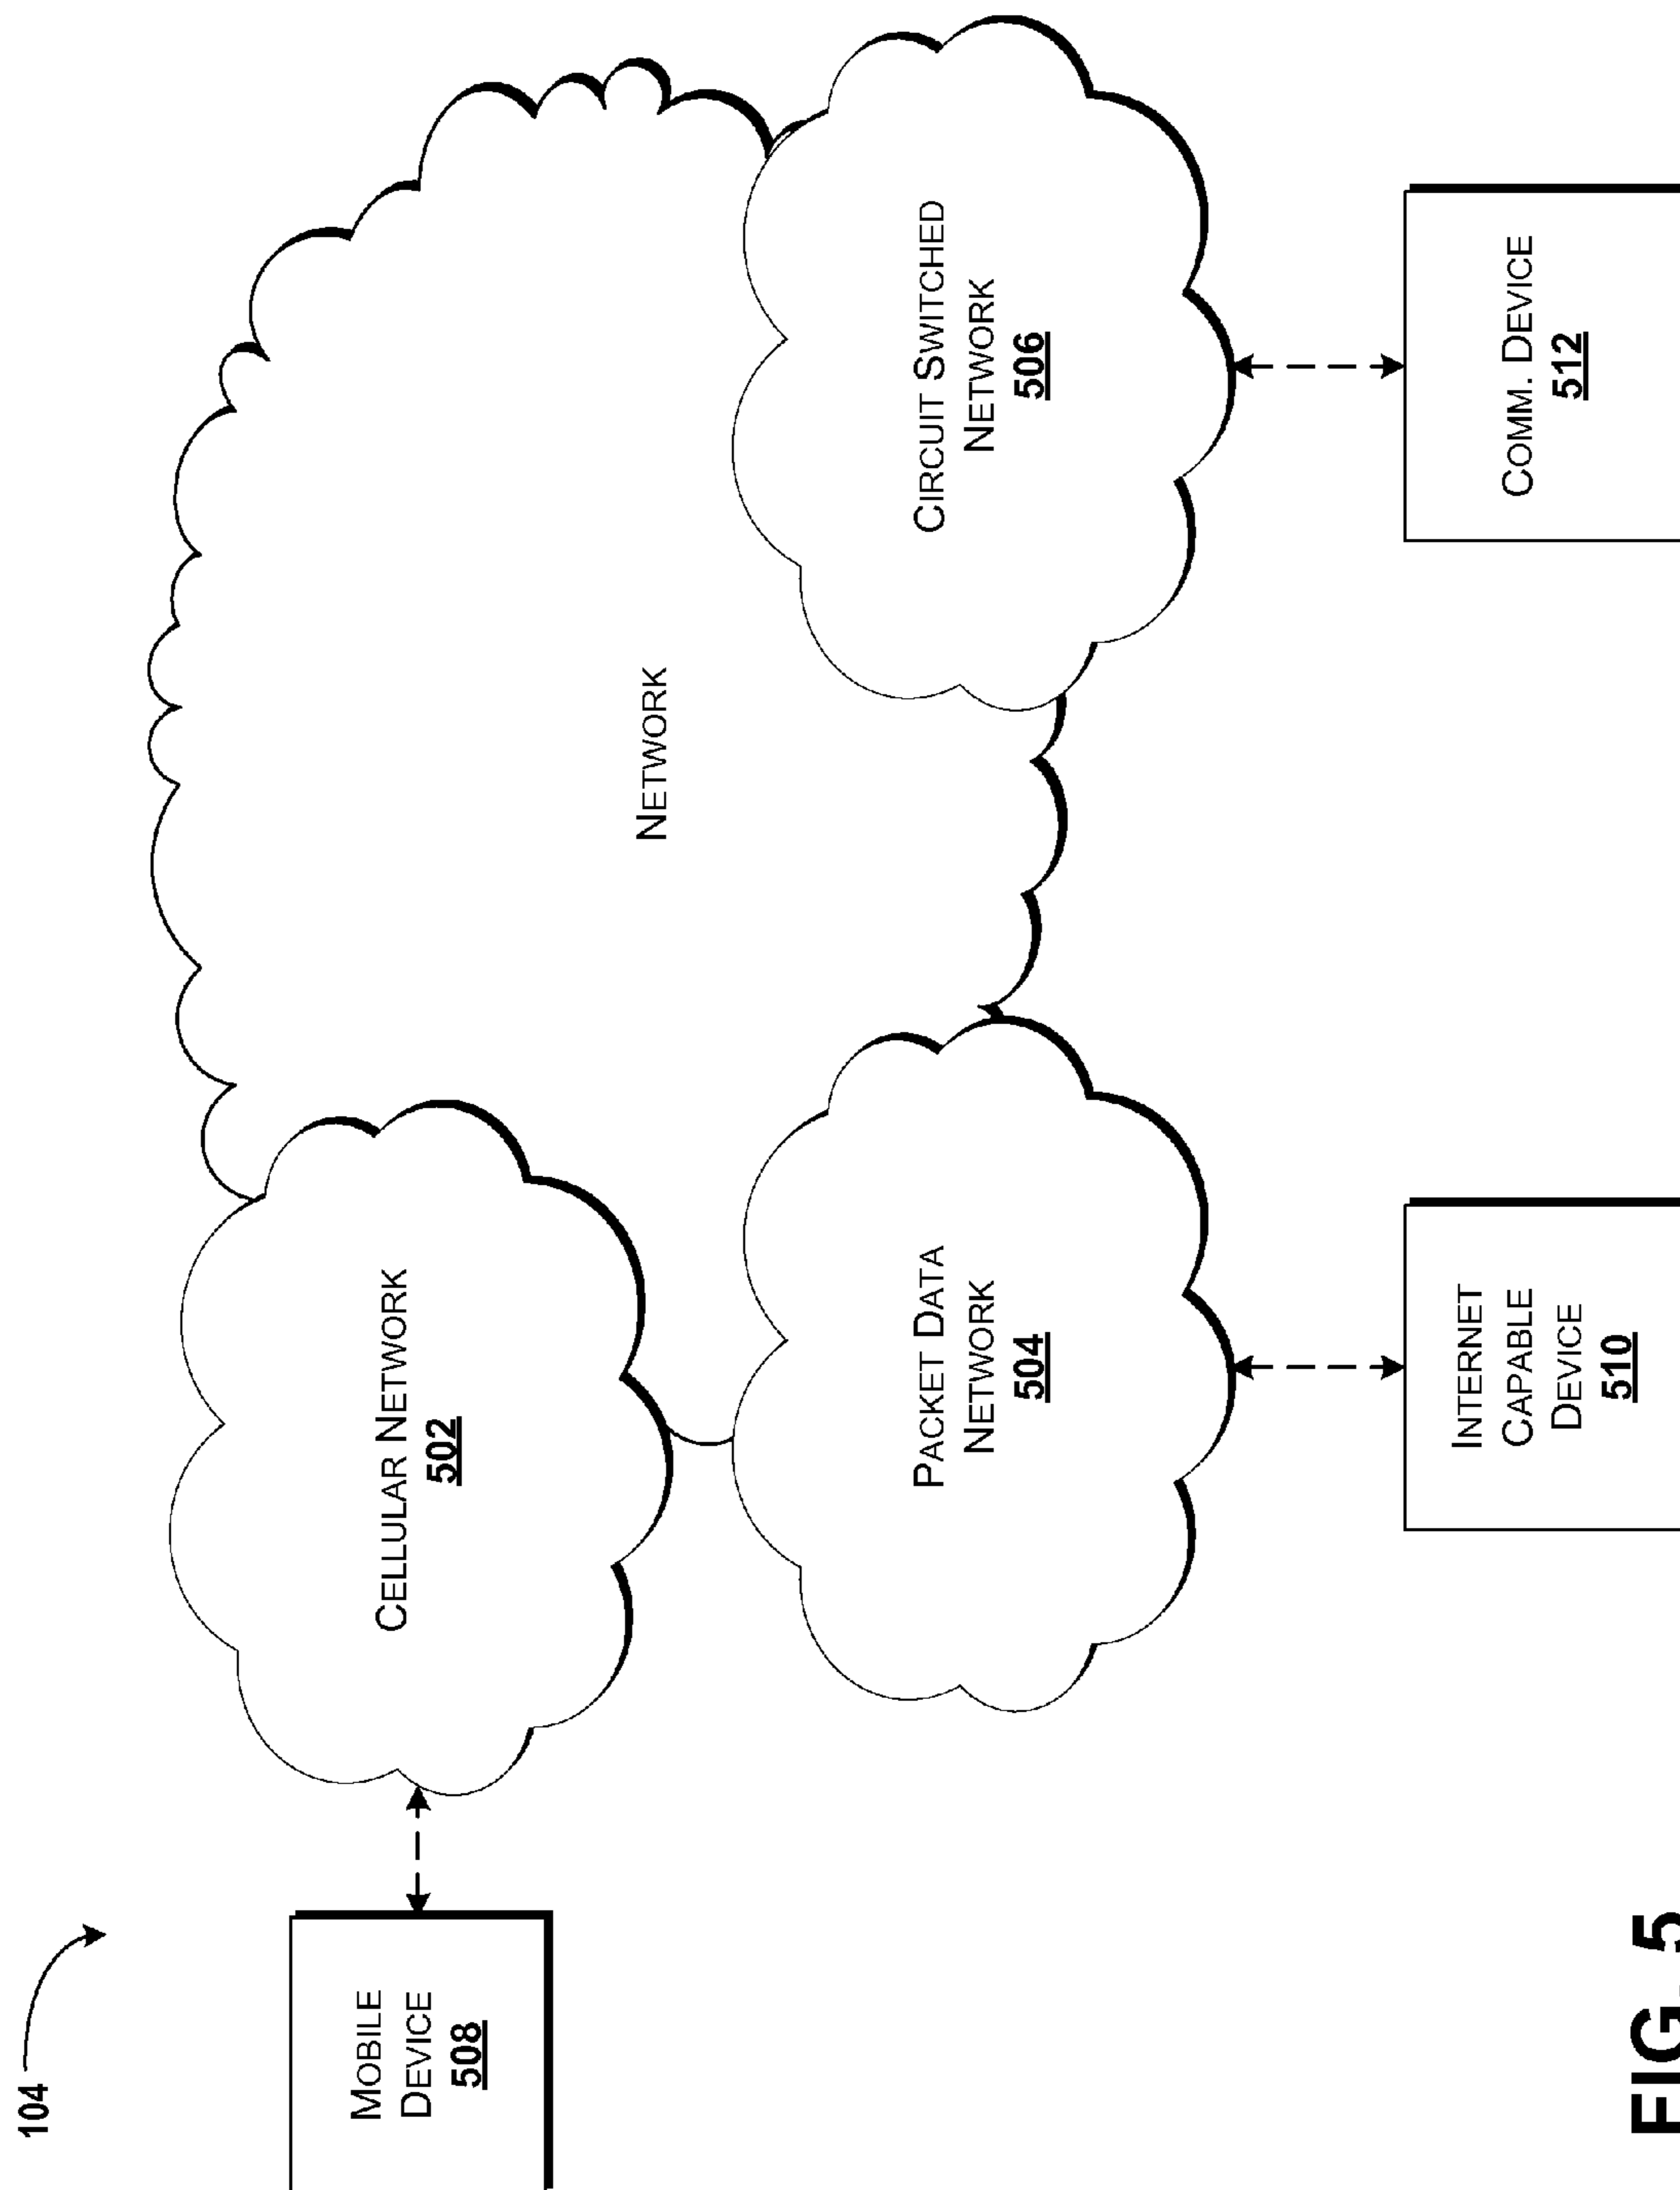 104
MOBILE
DEVICE
508
CELLULAR NETWORK
502
NETWORK
PACKET DATA
NETWORK
504
CIRCUIT SWITCHED
NETWORK
506
INTERNET
CAPABLE
DEVICE
510
COMM. DEVICE
512
FIG. 5